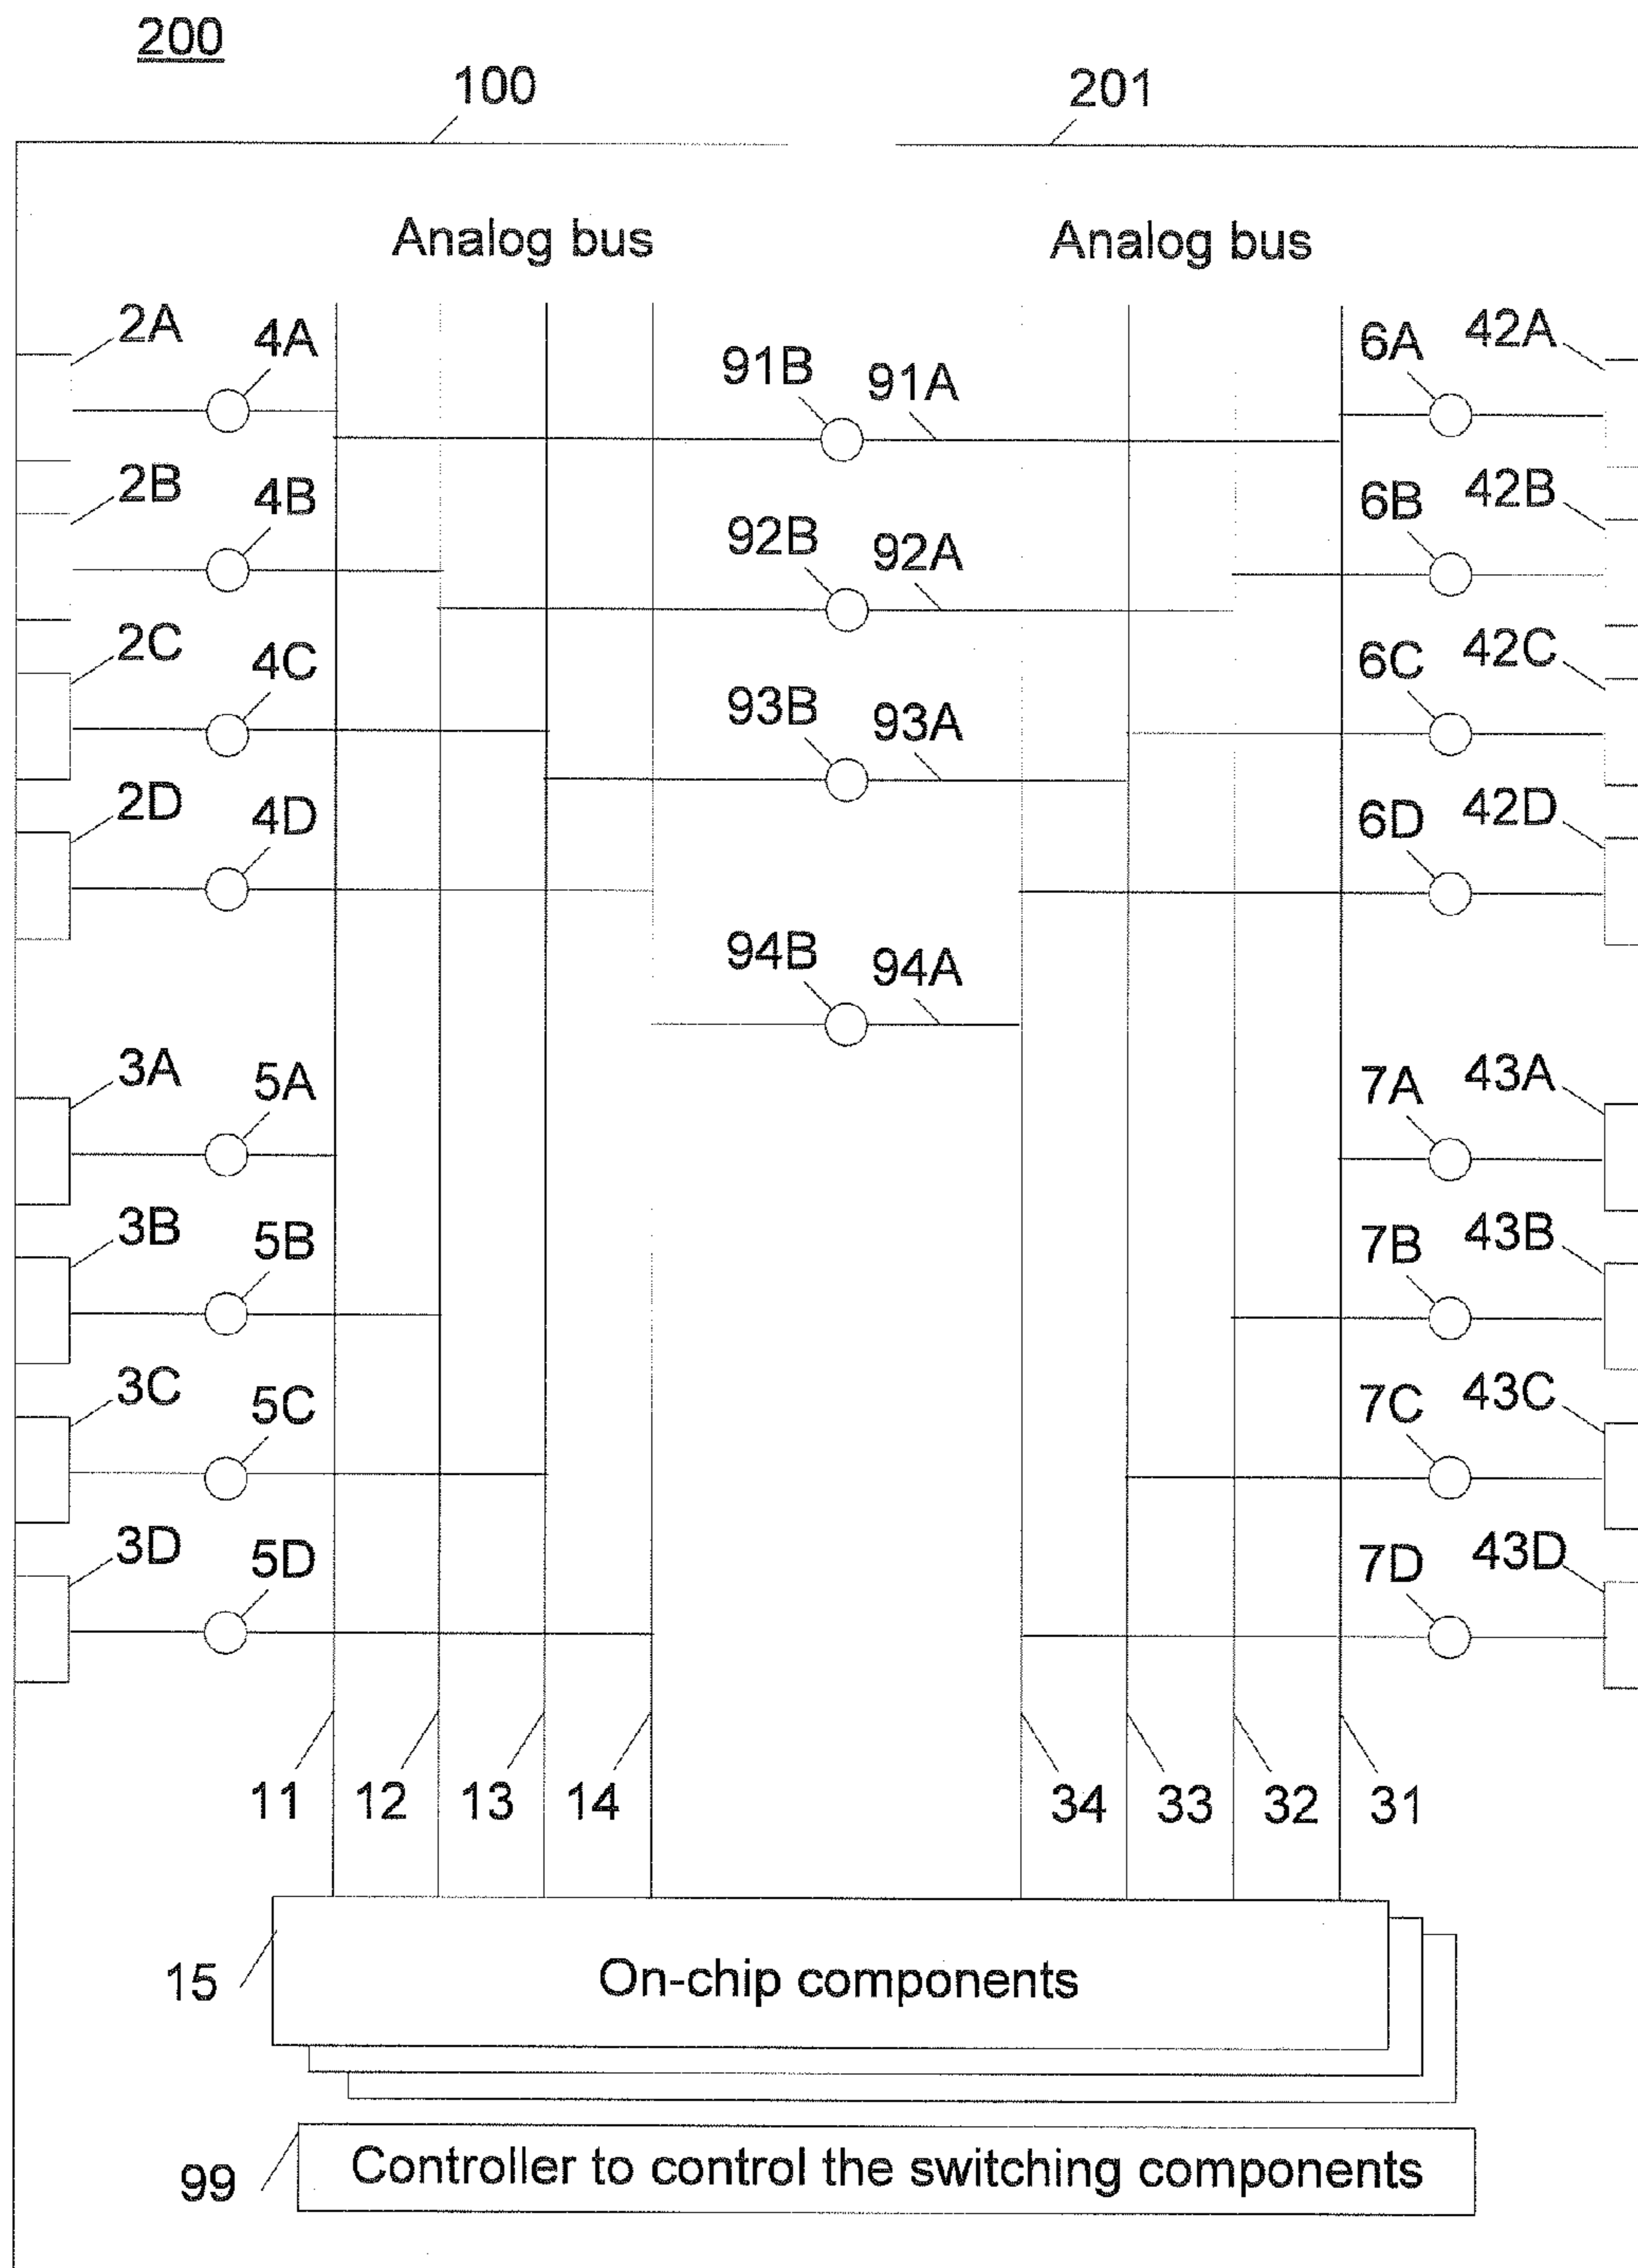 200
100 201
Analog bus Analog bus
2A 4A 91B 91A 6A 42A
2B 4B 92B 92A 6B 42B
2C 4C 93B 93A 6C 42C
2D 4D 6D 42D
94B 94A
3A 5A 7A 43A
3B 5B 7B 43B
3C 5C 7C 43C
3D 5D 7D 43D
11 12 13 14 34 33 32 31
15 On-chip components
99 Controller to control the switching components